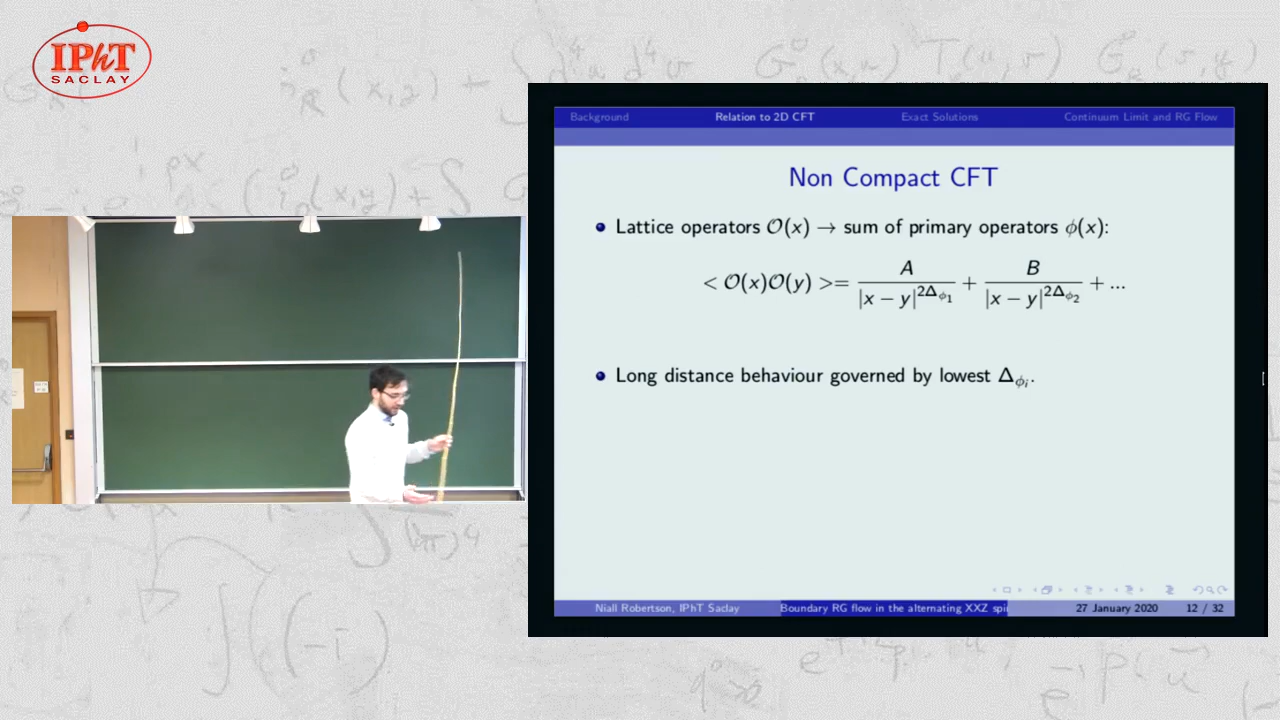 IPhT
SACLAY
Background Relation to 2D CFT Exact Solutions Continuum Limit and RG Flow
Non Compact CFT
Lattice operators 𝒪(x) → sum of primary operators ϕ(x):
< 𝒪(x)𝒪(y) >= A / |x − y|^{2Δ_{ϕ_1}} + B / |x − y|^{2Δ_{ϕ_2}} + ...
Long distance behaviour governed by lowest Δ_{ϕ_i}.
Niall Robertson, IPhT Saclay Boundary RG flow in the alternating XXZ spi 27 January 2020 12 / 32